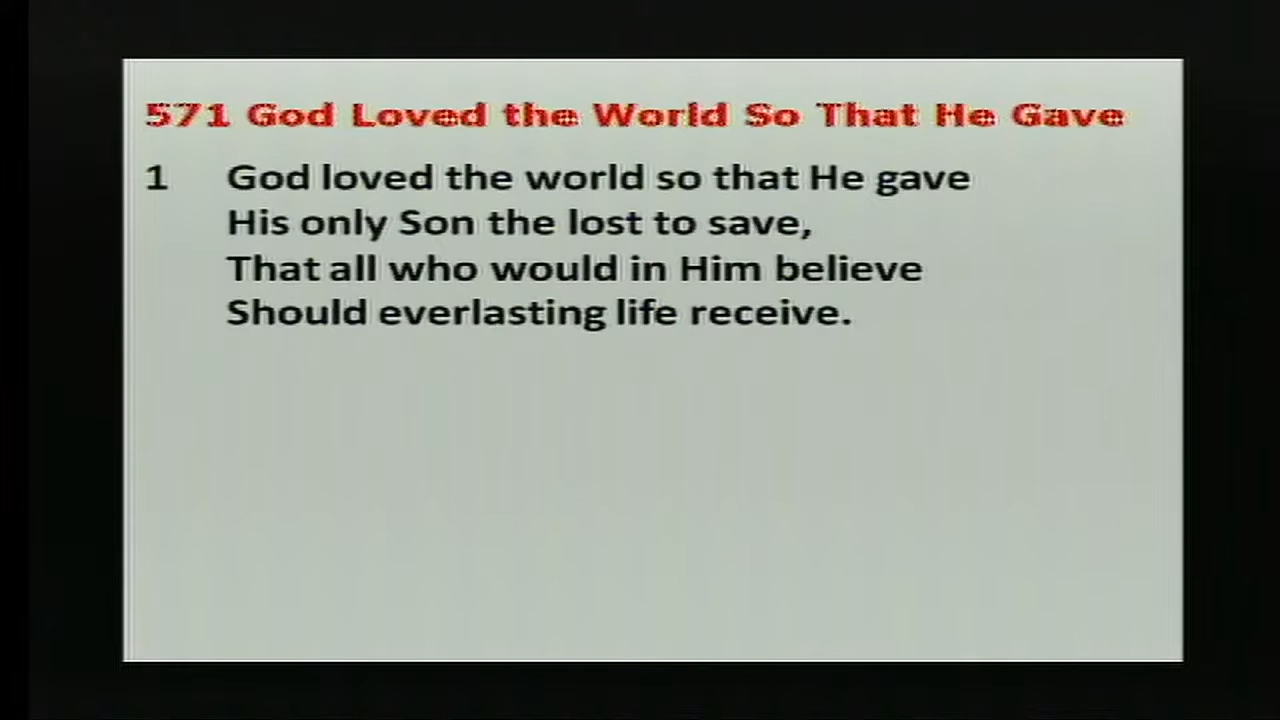 571 God Loved the World So That He Gave
1 God loved the world so that He gave
His only Son the lost to save,
That all who would in Him believe
Should everlasting life receive.